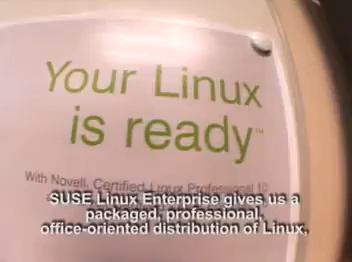 Your Linux
is ready™
With Novell. Certified Linux Professional 10
SUSE Linux Enterprise gives us a
packaged, professional,
office-oriented distribution of Linux,